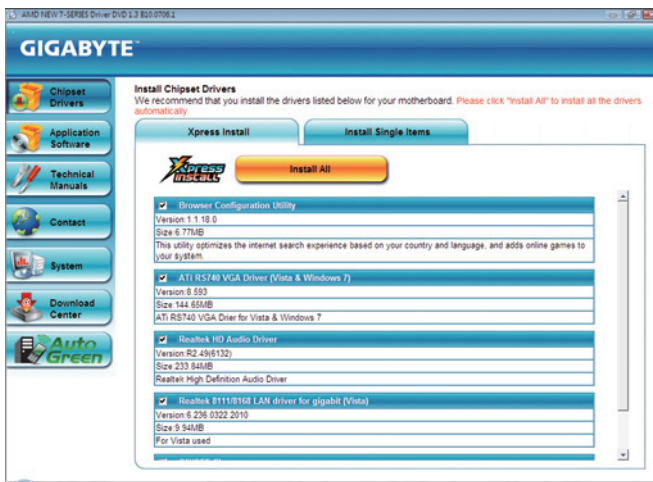 AMD NEW 7-SERIES Driver DVD 1.3 B10.0706.1
GIGABYTE™
Chipset
Drivers
Application
Software
Technical
Manuals
Contact
System
Download
Center
Auto
Green
Install Chipset Drivers
We recommend that you install the drivers listed below for your motherboard. Please click "Install All" to install all the drivers
automatically.
Xpress Install
Install Single Items
Xpress
Install
Install All
Browser Configuration Utility
Version:1.1.18.0
Size:6.77MB
This utility optimizes the internet search experience based on your country and language, and adds online games to
your system.
ATi RS740 VGA Driver (Vista & Windows 7)
Version:8.593
Size:144.65MB
ATi RS740 VGA Drier for Vista & Windows 7
Realtek HD Audio Driver
Version:R2.49(6132)
Size:233.84MB
Realtek High Definition Audio Driver
Realtek 8111/8168 LAN driver for gigabit (Vista)
Version:6.236.0322.2010
Size:9.94MB
For Vista used